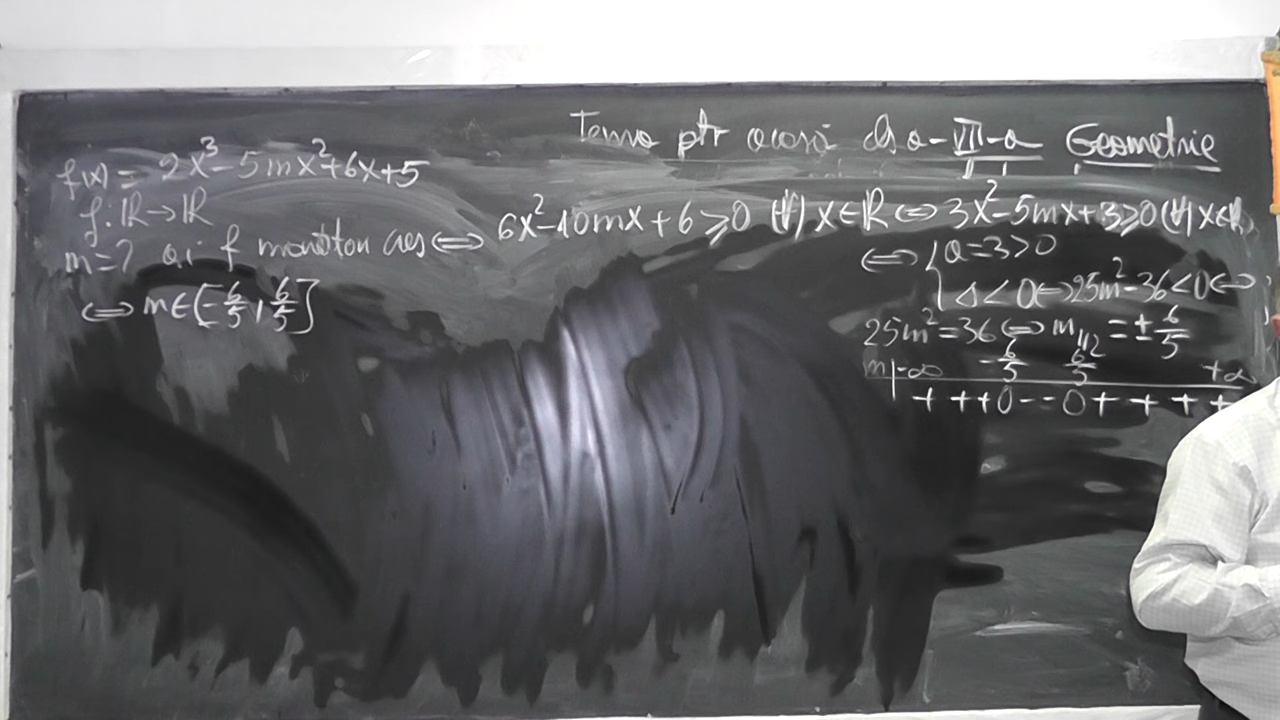 Tema ptr acasă cls a-VII-a Geometrie
f(x) = 2x³-5mx²+6x+5
f:ℝ→ℝ
m=? aî f monoton cres ⇔ 6x²-10mx+6⩾0 (∀) x∈ℝ ⇔ 3x²-5mx+3⩾0 (∀) x∈ℝ
⇔ { a=3>0
Δ<0⇔25m²-36<0⇔
⇔ m∈[-6/5, 6/5]
25m²=36⇔m₁,₂=±6/5
m -∞ -6/5 6/5 +∞
+ + + 0 - - 0 + + + +